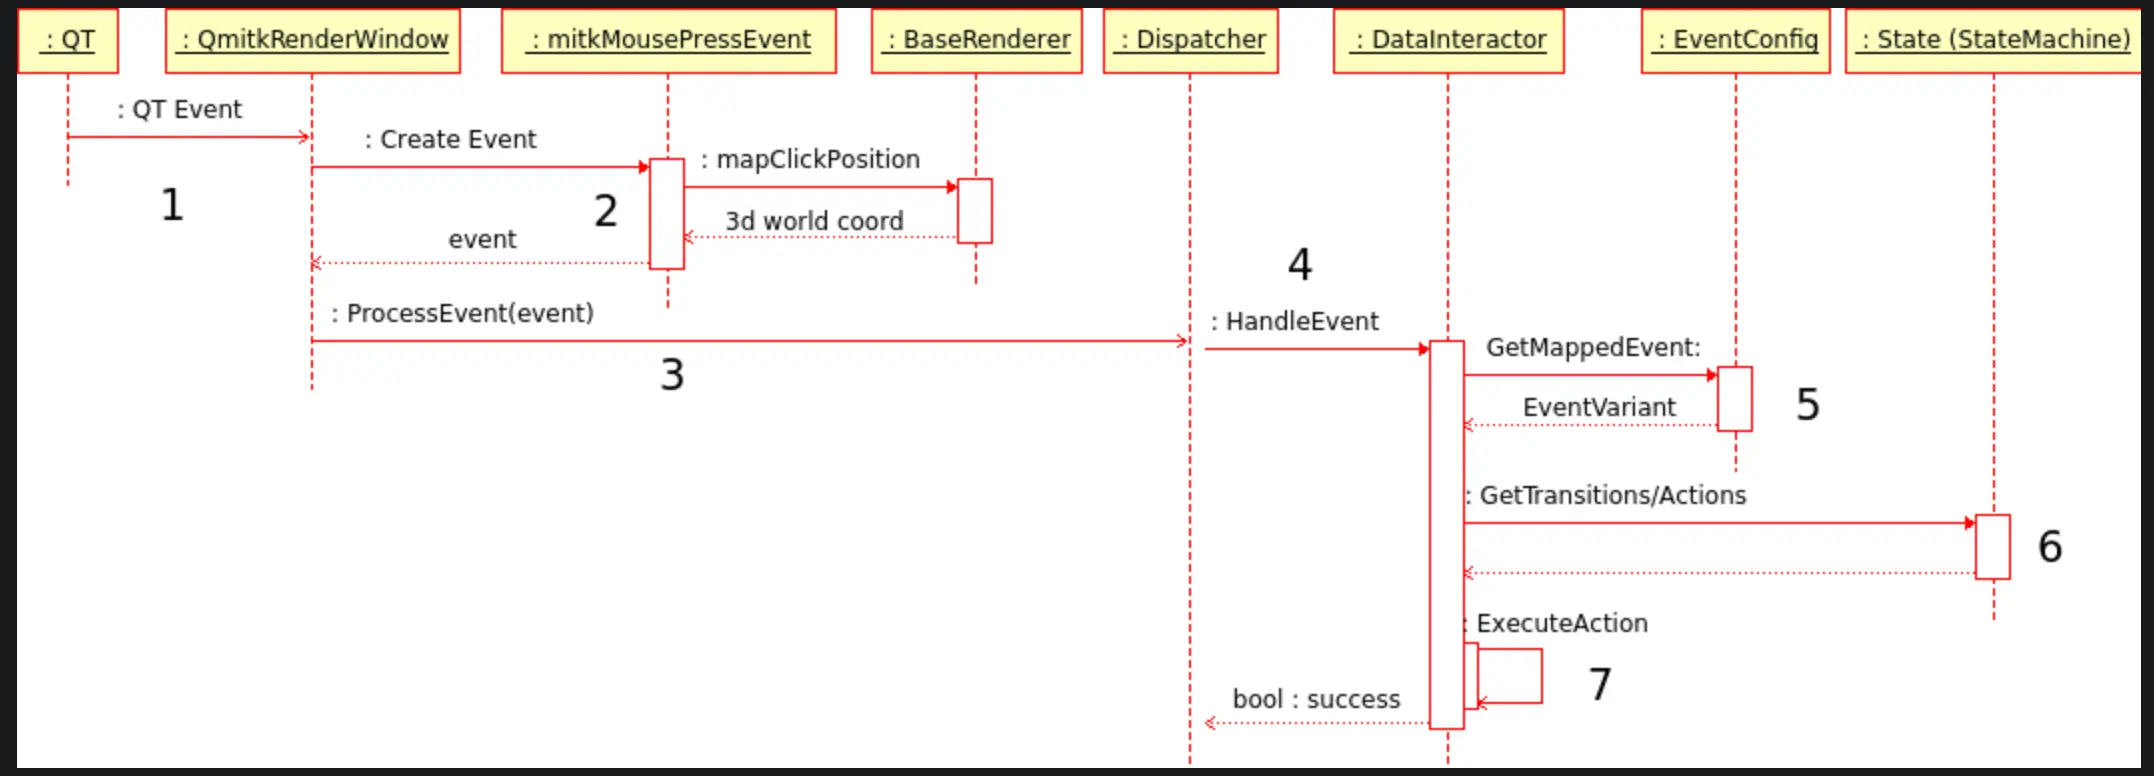 : QT
: QmitkRenderWindow
: mitkMousePressEvent
: BaseRenderer
: Dispatcher
: DataInteractor
: EventConfig
: State (StateMachine)
: QT Event
: Create Event
: mapClickPosition
1
2
3d world coord
event
4
: ProcessEvent(event)
: HandleEvent
GetMappedEvent:
3
EventVariant
5
: GetTransitions/Actions
6
: ExecuteAction
7
bool : success